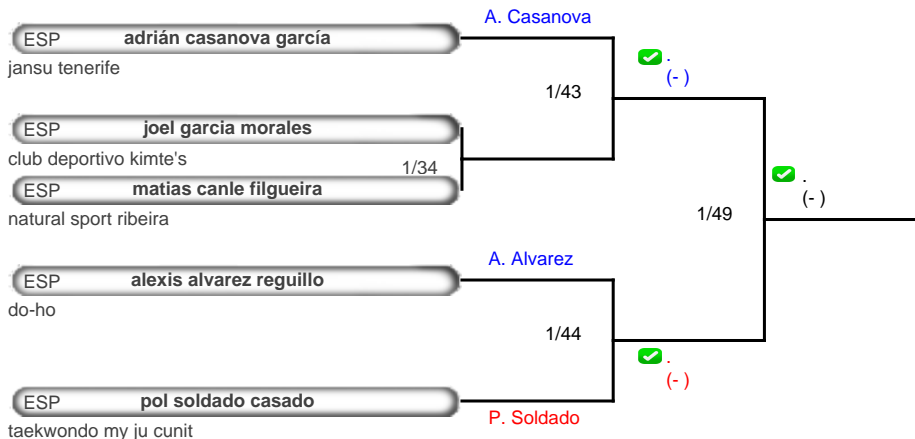 A. Casanova
ESP adrián casanova garcía
jansu tenerife
.
(- )
1/43
ESP joel garcia morales
club deportivo kimte's
1/34
ESP matias canle filgueira
natural sport ribeira
.
(- )
1/49
A. Alvarez
ESP alexis alvarez reguillo
do-ho
1/44
.
(- )
ESP pol soldado casado
P. Soldado
taekwondo my ju cunit